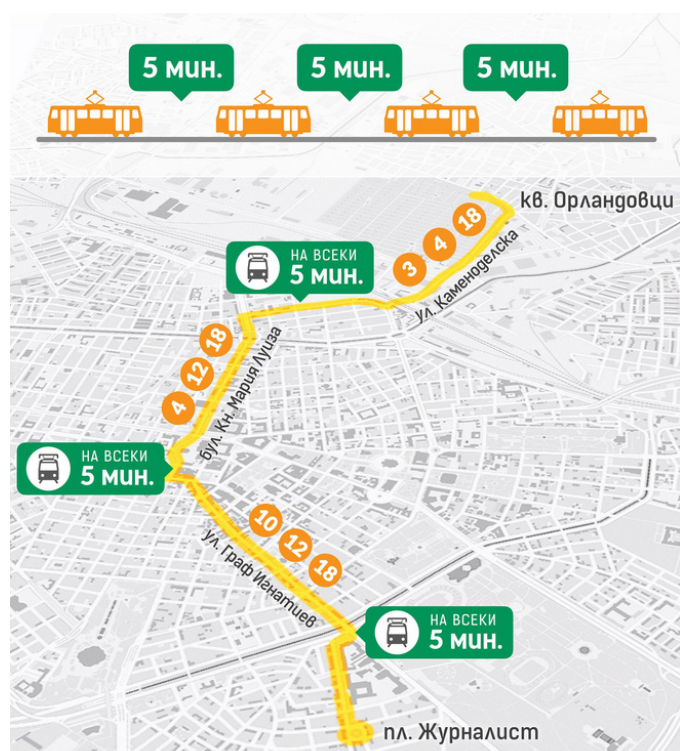 5 мин.
5 мин.
5 мин.
кв. Орландовци
18
4
3
ул. Каменоделска
НА ВСЕКИ
5 мин.
18
12
4
бул. Кн. Мария Луиза
НА ВСЕКИ
5 мин.
10
12
18
ул. Граф Игнатиев
НА ВСЕКИ
5 мин.
пл. Журналист